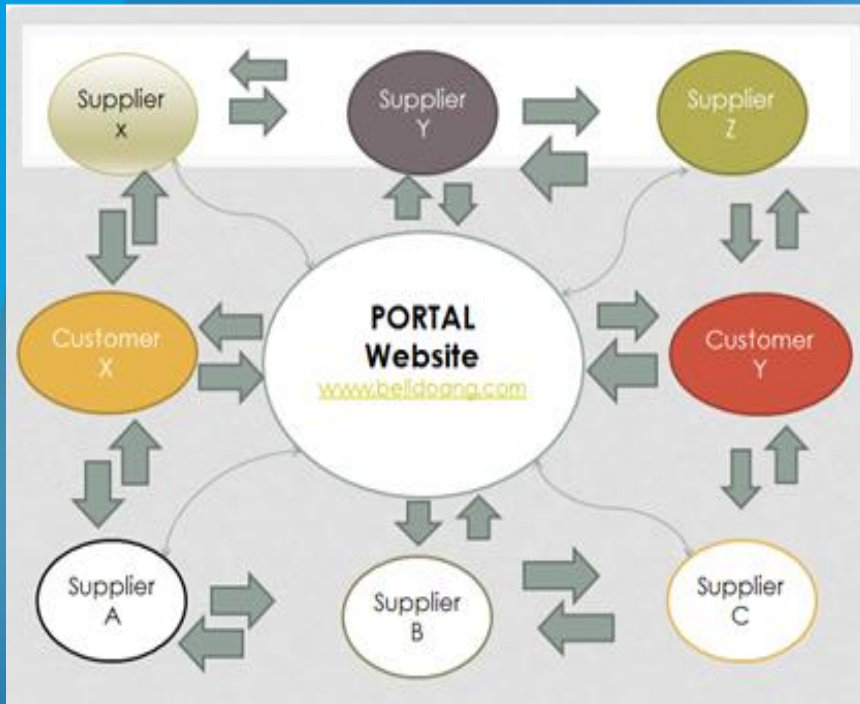 Supplier
x
Supplier
Y
Supplier
Z
PORTAL
Website
www.belldoang.com
Customer
X
Customer
Y
Supplier
A
Supplier
B
Supplier
C